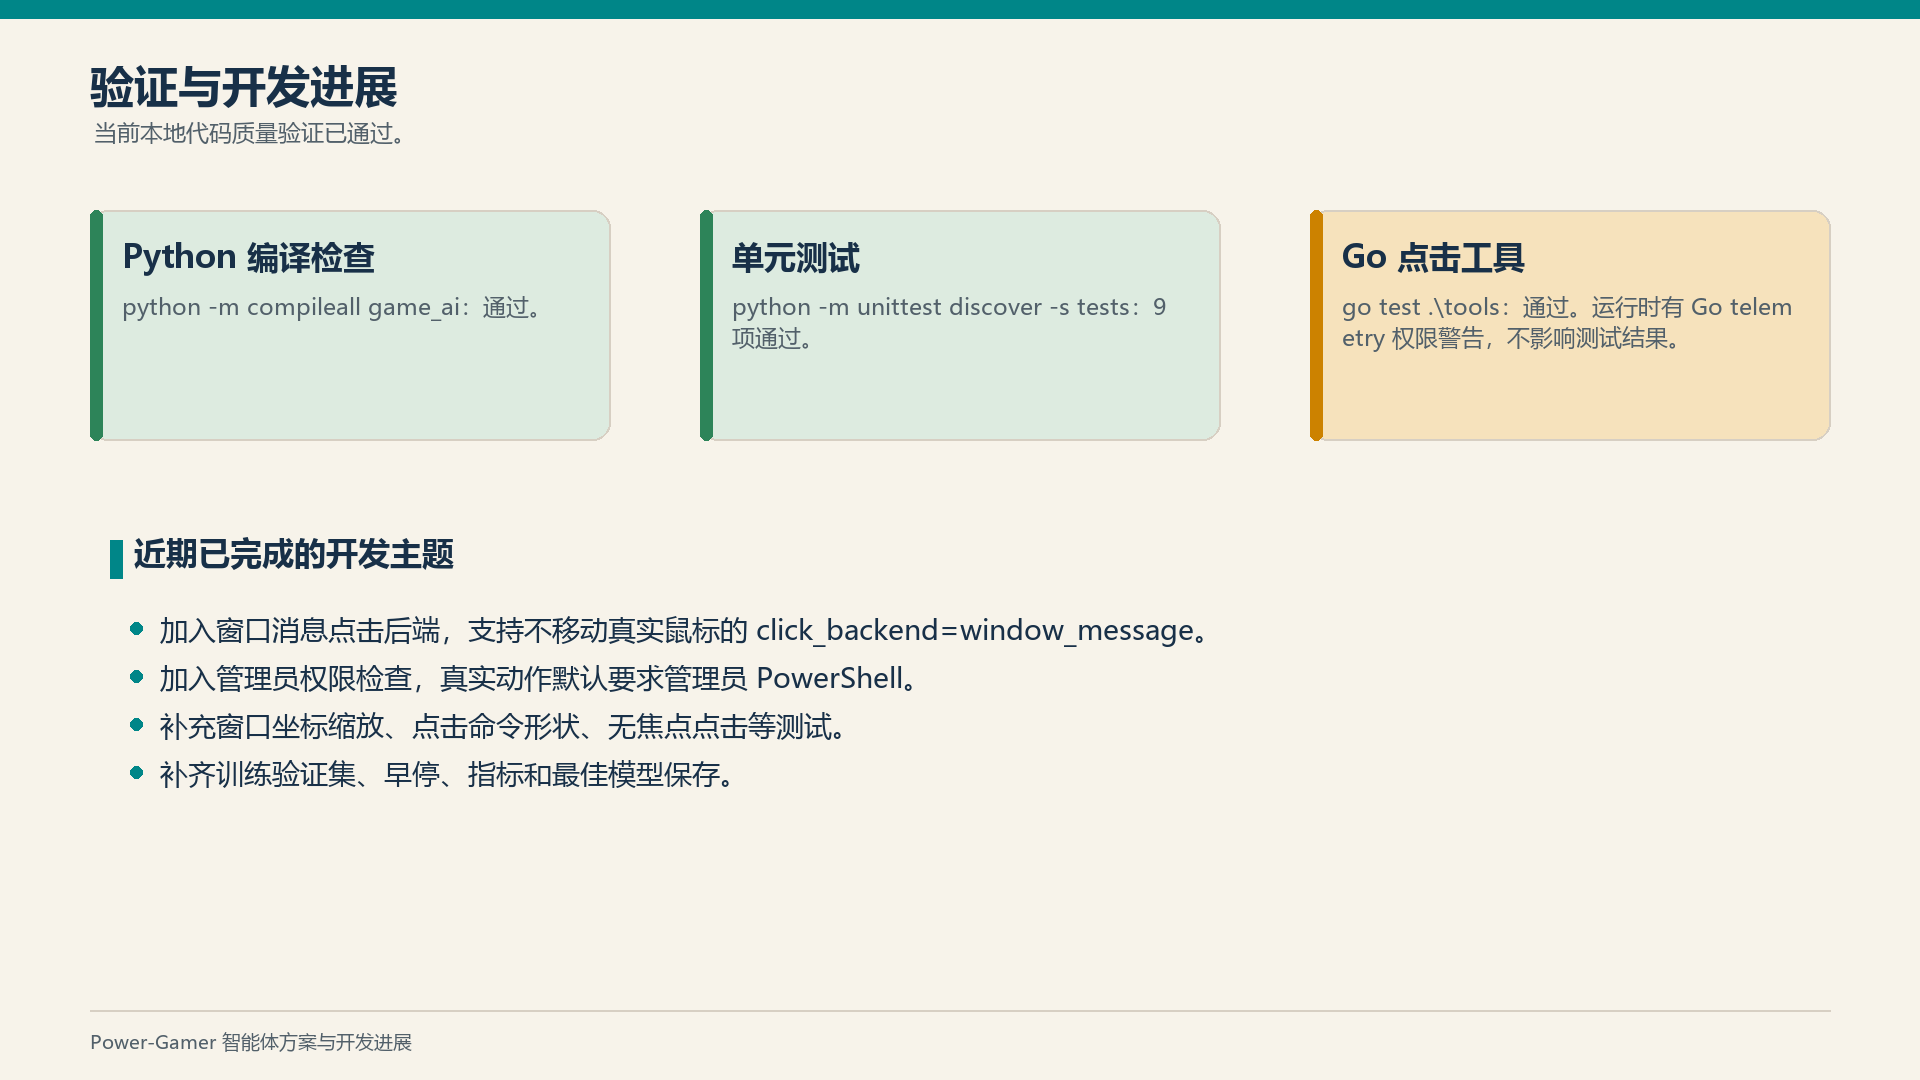 验证与开发进展
当前本地代码质量验证已通过。
Python 编译检查
python -m compileall game_ai：通过。
单元测试
python -m unittest discover -s tests：9
项通过。
Go 点击工具
go test .\tools：通过。运行时有 Go telem
etry 权限警告，不影响测试结果。
近期已完成的开发主题
加入窗口消息点击后端，支持不移动真实鼠标的 click_backend=window_message。
加入管理员权限检查，真实动作默认要求管理员 PowerShell。
补充窗口坐标缩放、点击命令形状、无焦点点击等测试。
补齐训练验证集、早停、指标和最佳模型保存。
Power-Gamer 智能体方案与开发进展